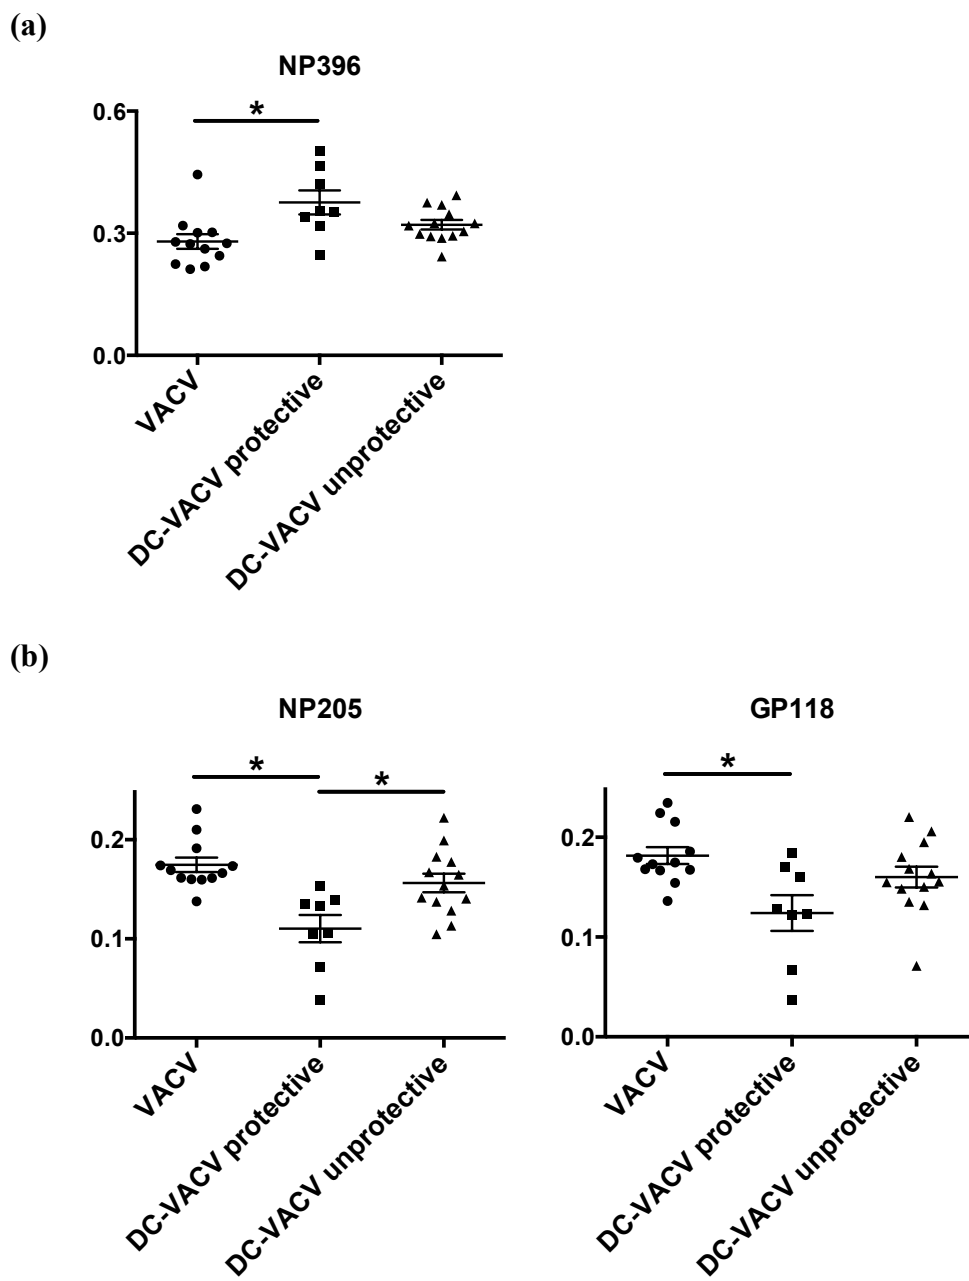 (a)
NP396
*
0.6
0.3
0.0
VACV
DC-VACV protective
DC-VACV unprotective
(b)
NP205
*
*
0.2
0.1
0.0
VACV
DC-VACV protective
DC-VACV unprotective
GP118
*
0.2
0.1
0.0
VACV
DC-VACV protective
DC-VACV unprotective